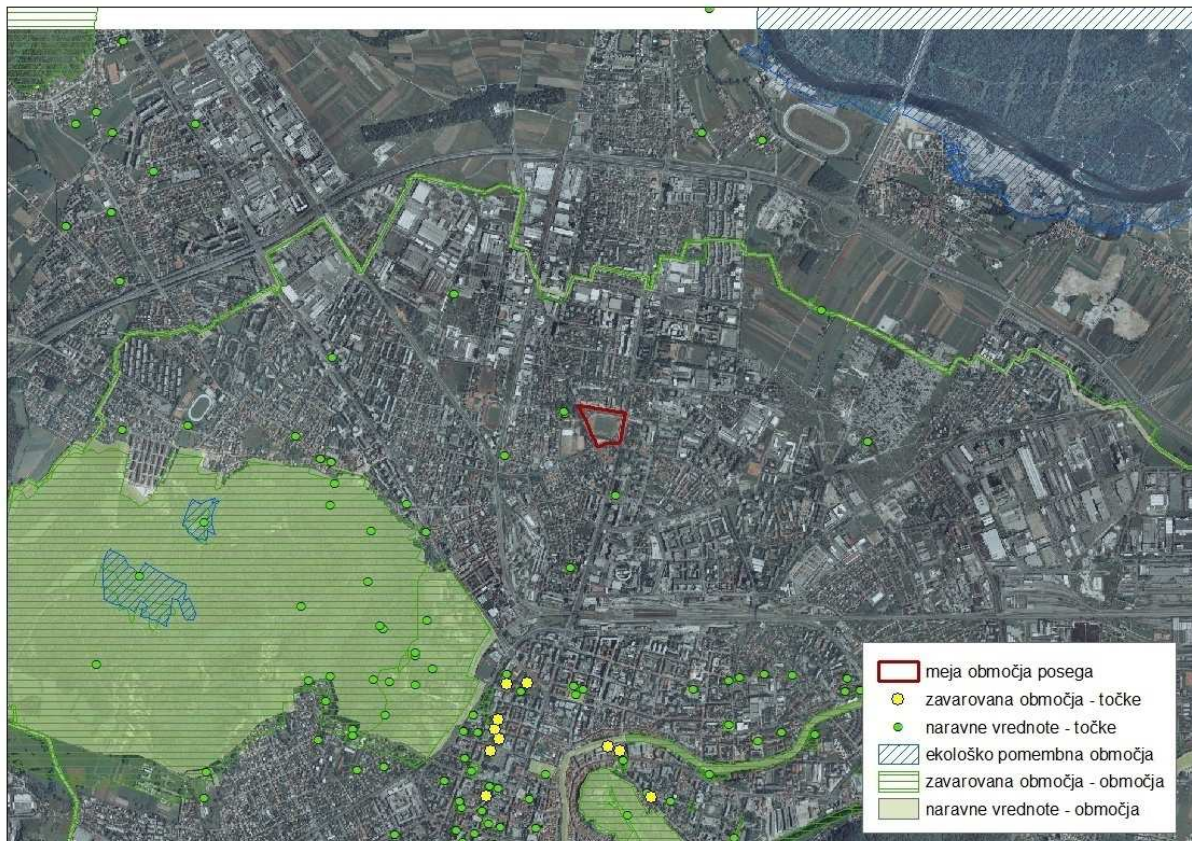 meja območja posega
zavarovana območja - točke
naravne vrednote - točke
ekološko pomembna območja
zavarovana območja - območja
naravne vrednote - območja